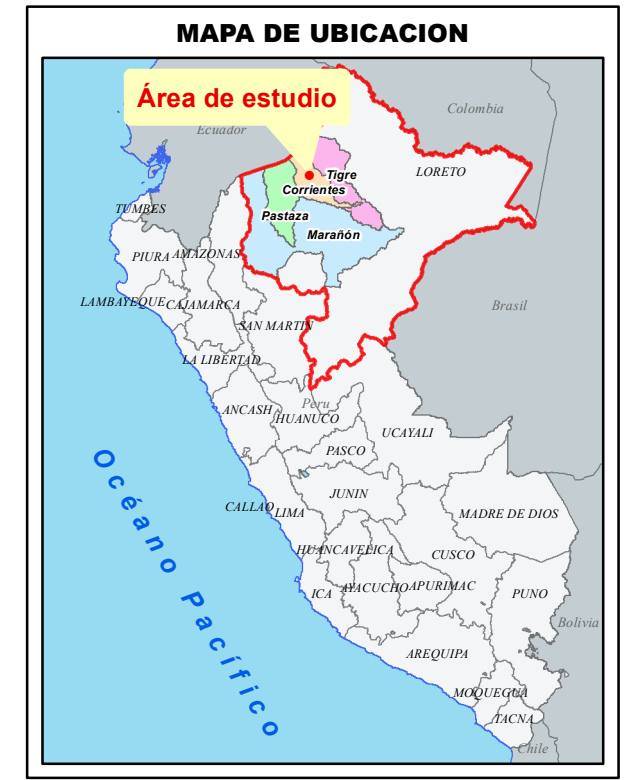 MAPA DE UBICACION
Área de estudio
Colombia
Ecuador
LORETO
Tigre
Corrientes
Pastaza
Marañón
TUMBES
PIURA
AMAZONAS
Brasil
LAMBAYEQUE
CAJAMARCA
SAN MARTIN
LA LIBERTAD
Peru
ANCASH
HUANUCO
UCAYALI
PASCO
JUNIN
CALLAO
LIMA
MADRE DE DIOS
HUANCAVELICA
CUSCO
ICA
AYACUCHO
APURIMAC
PUNO
Bolivia
AREQUIPA
MOQUEGUA
TACNA
Chile
Océano Pacífico